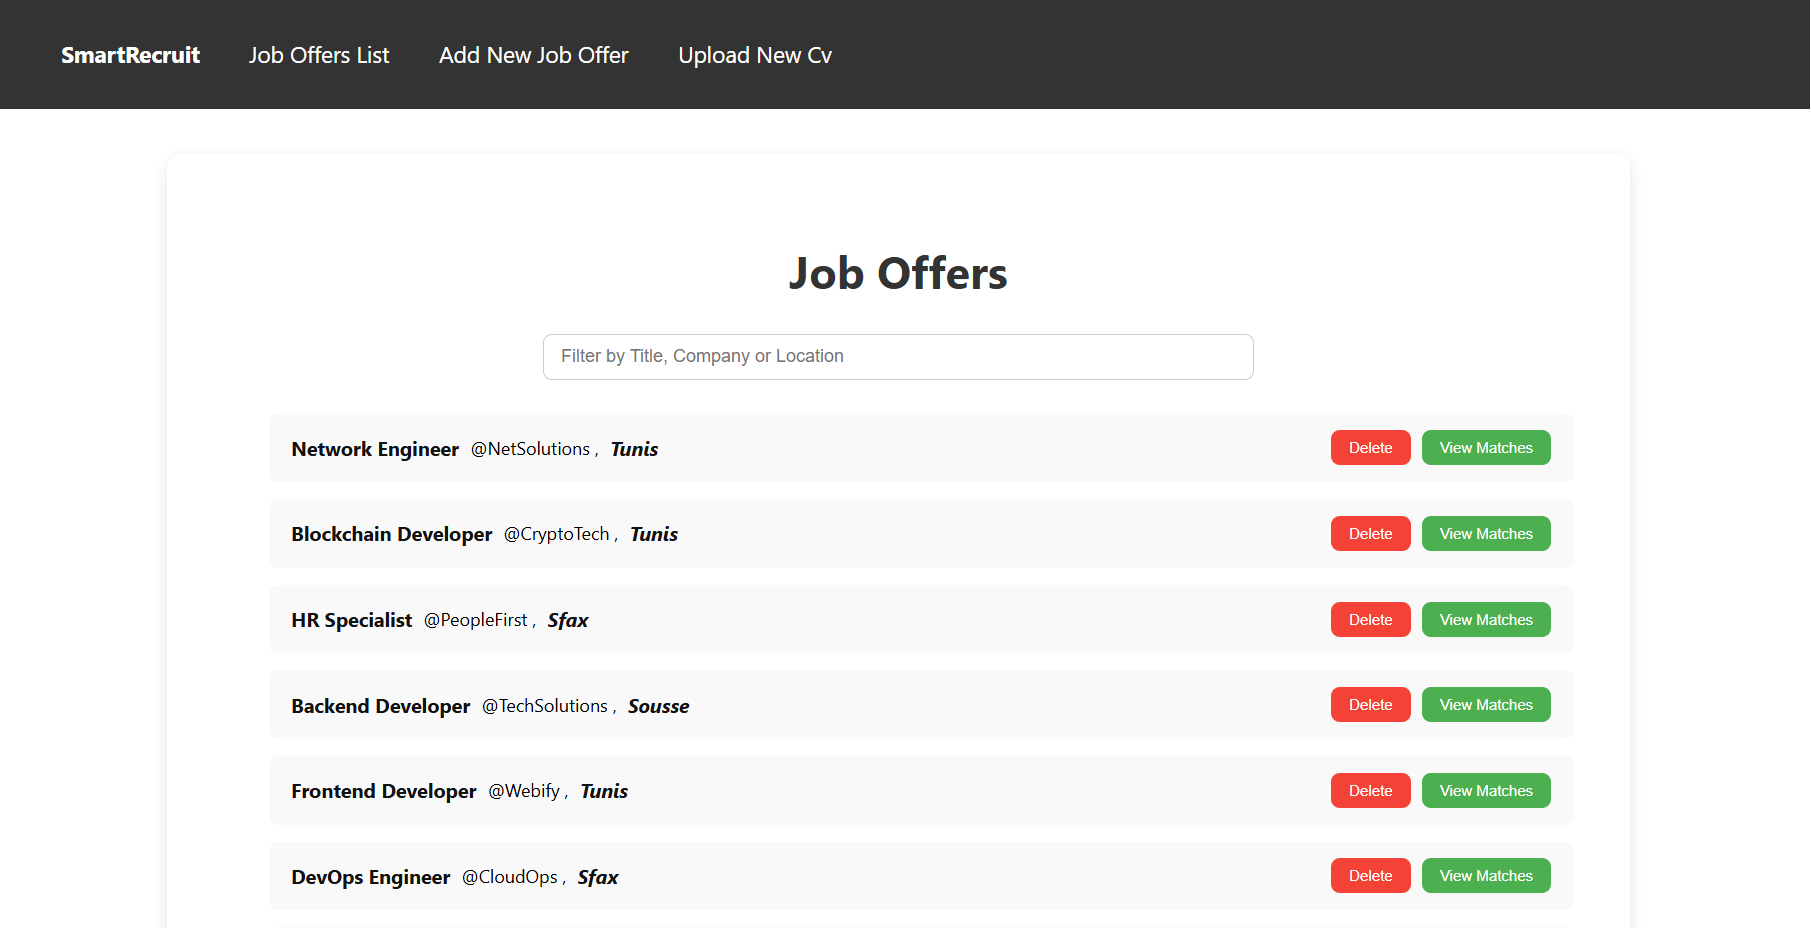 SmartRecruit Job Offers List Add New Job Offer Upload New Cv
Job Offers
Filter by Title, Company or Location
Network Engineer @NetSolutions , Tunis Delete View Matches
Blockchain Developer @CryptoTech , Tunis Delete View Matches
HR Specialist @PeopleFirst , Sfax Delete View Matches
Backend Developer @TechSolutions , Sousse Delete View Matches
Frontend Developer @Webify , Tunis Delete View Matches
DevOps Engineer @CloudOps , Sfax Delete View Matches